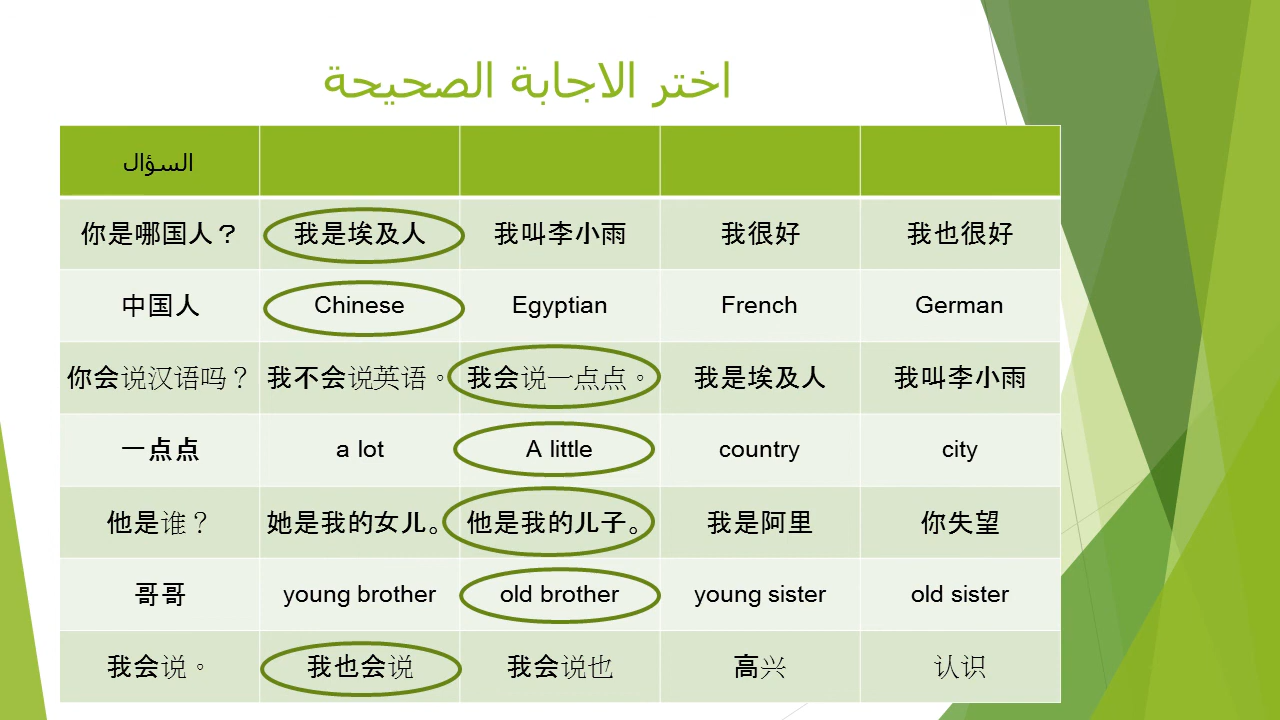 اختر الاجابة الصحيحة
السؤال
你是哪国人？ 我是埃及人 我叫李小雨 我很好 我也很好
中国人 Chinese Egyptian French German
你会说汉语吗？ 我不会说英语。 我会说一点点。 我是埃及人 我叫李小雨
一点点 a lot A little country city
他是谁？ 她是我的女儿。 他是我的儿子。 我是阿里 你失望
哥哥 young brother old brother young sister old sister
我会说。 我也会说 我会说也 高兴 认识